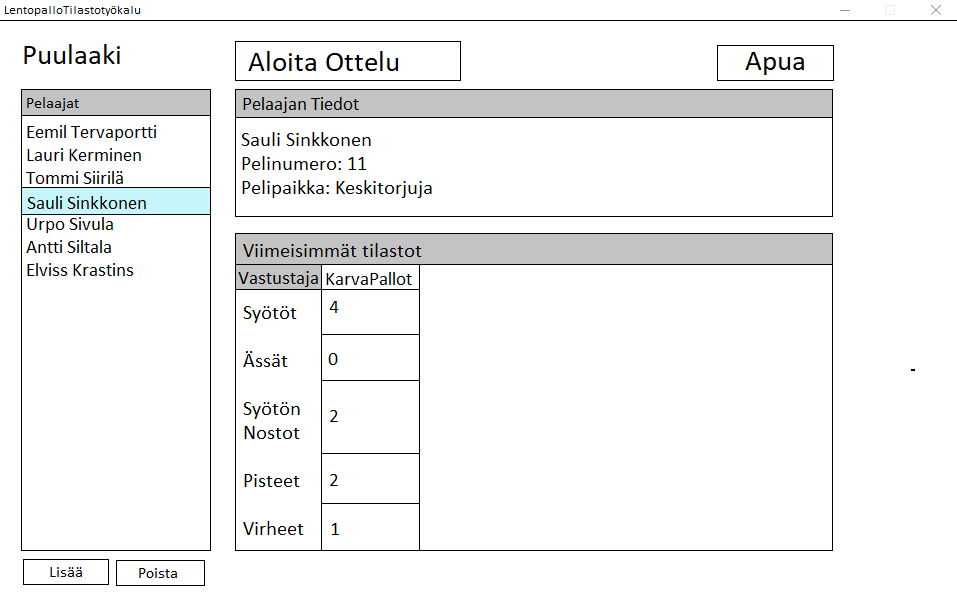 LentopalloTilastotyökalu
Puulaaki
Aloita Ottelu
Apua
Pelaajat
Eemil Tervaportti
Lauri Kerminen
Tommi Siirilä
Sauli Sinkkonen
Urpo Sivula
Antti Siltala
Elviss Krastins
Lisää
Poista
Pelaajan Tiedot
Sauli Sinkkonen
Pelinumero: 11
Pelipaikka: Keskitorjuja
Viimeisimmät tilastot
Vastustaja KarvaPallot
Syötöt 4
Ässät 0
Syötön
Nostot 2
Pisteet 2
Virheet 1